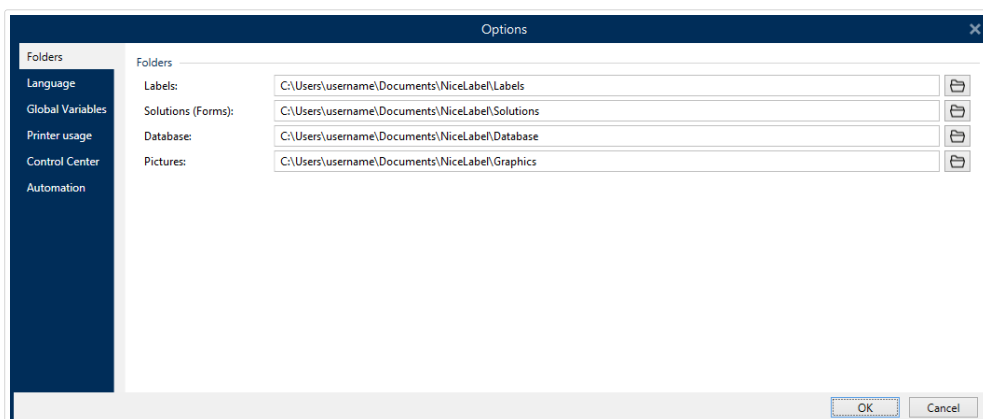 Options
Folders
Language
Global Variables
Printer usage
Control Center
Automation
Folders
Labels: C:\Users\username\Documents\NiceLabel\Labels
Solutions (Forms): C:\Users\username\Documents\NiceLabel\Solutions
Database: C:\Users\username\Documents\NiceLabel\Database
Pictures: C:\Users\username\Documents\NiceLabel\Graphics
OK Cancel